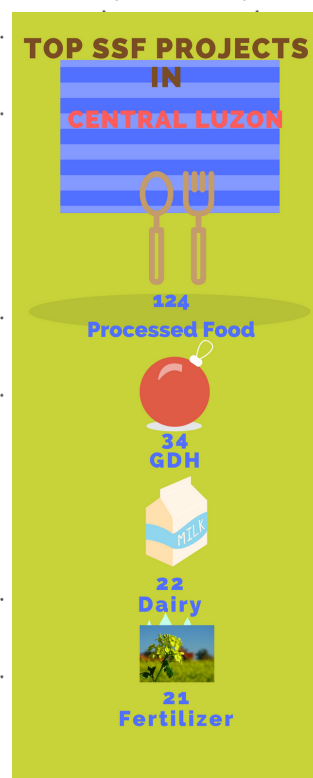 TOP SSF PROJECTS
IN
CENTRAL LUZON
124
Processed Food
34
GDH
MILK
22
Dairy
21
Fertilizer